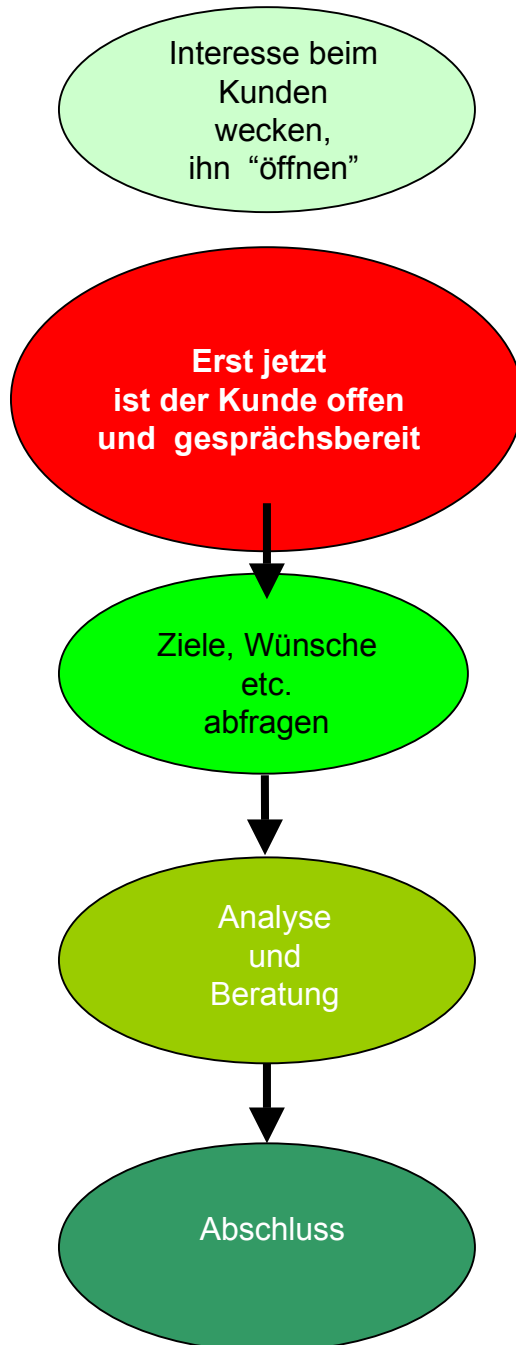 Interesse beim
Kunden
wecken,
ihn “öffnen”
Erst jetzt
ist der Kunde offen
und gesprächsbereit
Ziele, Wünsche
etc.
abfragen
Analyse
und
Beratung
Abschluss